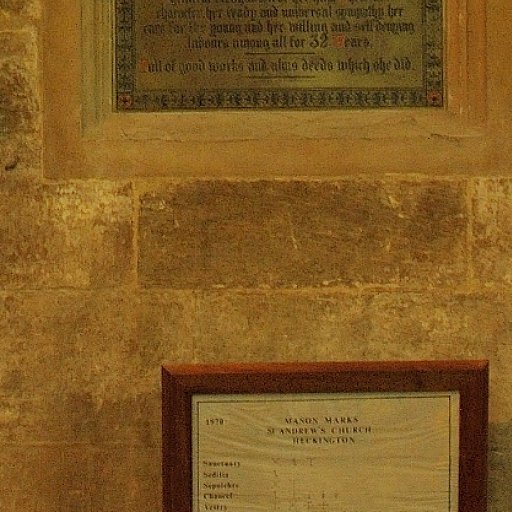 character, her ready and universal sympathy her
care for the young and her willing and self denying
labours among all for 32 Years.
Full of good works and alms deeds which she did.
1970 MASON MARKS
St ANDREW'S CHURCH
HECKINGTON
Sanctuary
Sedilia
Sepulchre
Chancel
Vestry